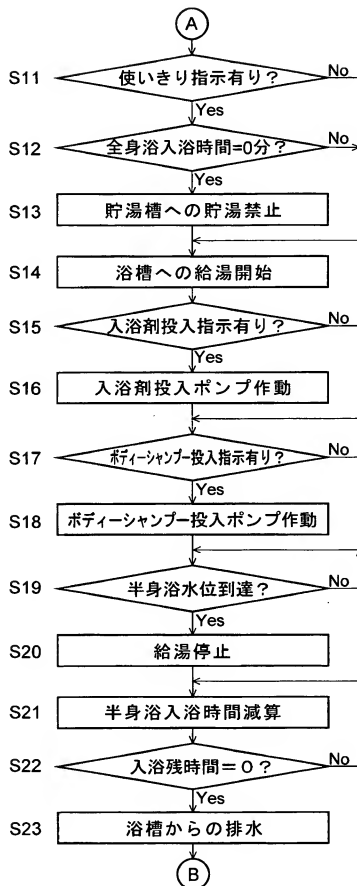 A
S11 使いきり指示有り？ No
Yes
S12 全身浴入浴時間=0分？ No
Yes
S13 貯湯槽への貯湯禁止
S14 浴槽への給湯開始
S15 入浴剤投入指示有り？ No
Yes
S16 入浴剤投入ポンプ作動
S17 ボディーシャンプー投入指示有り？ No
Yes
S18 ボディーシャンプー投入ポンプ作動
S19 半身浴水位到達？ No
Yes
S20 給湯停止
S21 半身浴入浴時間減算
S22 入浴残時間＝０？ No
Yes
S23 浴槽からの排水
B